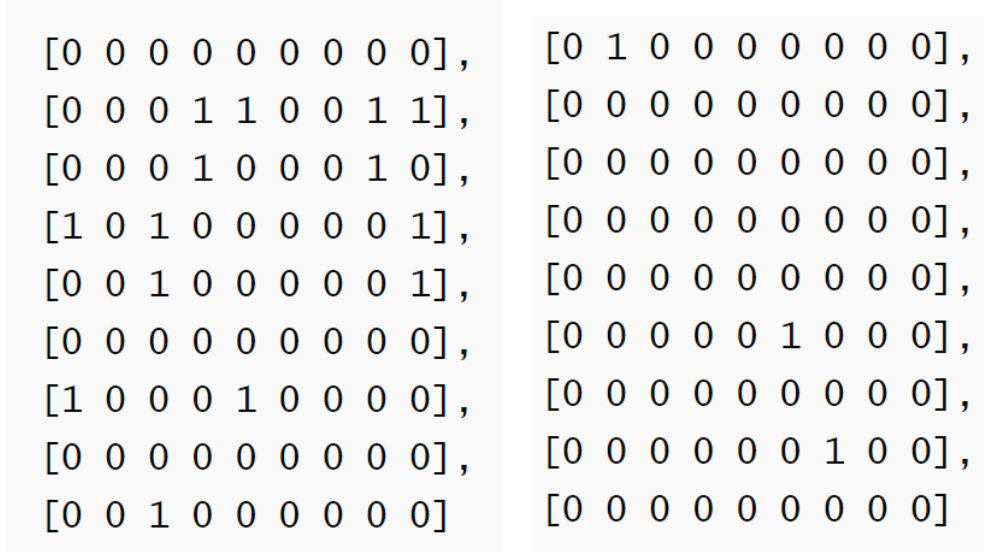 [0 0 0 0 0 0 0 0 0],
[0 0 0 1 1 0 0 1 1],
[0 0 0 1 0 0 0 1 0],
[1 0 1 0 0 0 0 0 1],
[0 0 1 0 0 0 0 0 1],
[0 0 0 0 0 0 0 0 0],
[1 0 0 0 1 0 0 0 0],
[0 0 0 0 0 0 0 0 0],
[0 0 1 0 0 0 0 0 0]
[0 1 0 0 0 0 0 0 0],
[0 0 0 0 0 0 0 0 0],
[0 0 0 0 0 0 0 0 0],
[0 0 0 0 0 0 0 0 0],
[0 0 0 0 0 0 0 0 0],
[0 0 0 0 0 1 0 0 0],
[0 0 0 0 0 0 0 0 0],
[0 0 0 0 0 0 1 0 0],
[0 0 0 0 0 0 0 0 0]